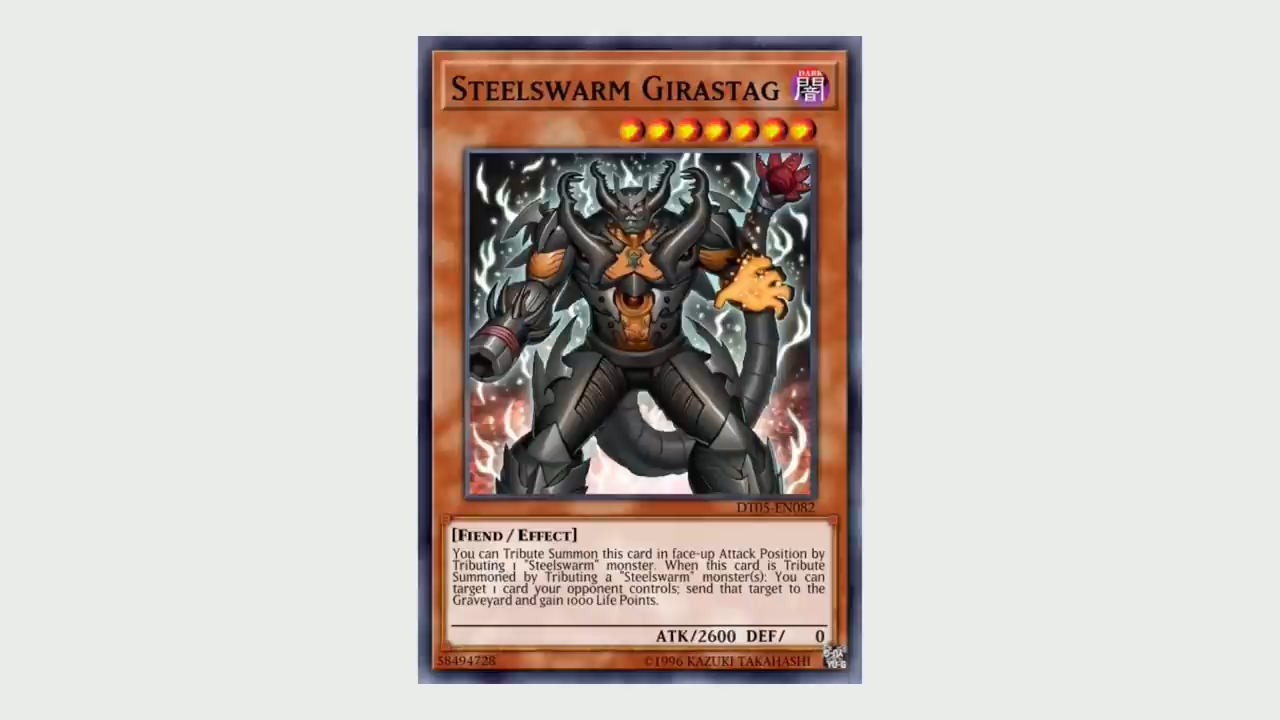 STEELSWARM GIRASTAG
DARK
闇
DT05-EN082
[FIEND / EFFECT]
You can Tribute Summon this card in face-up Attack Position by
Tributing 1 "Steelswarm" monster. When this card is Tribute
Summoned by Tributing a "Steelswarm" monster(s): You can
target 1 card your opponent controls; send that target to the
Graveyard and gain 1000 Life Points.
ATK/2600 DEF/ 0
58494728
©1996 KAZUKI TAKAHASHI